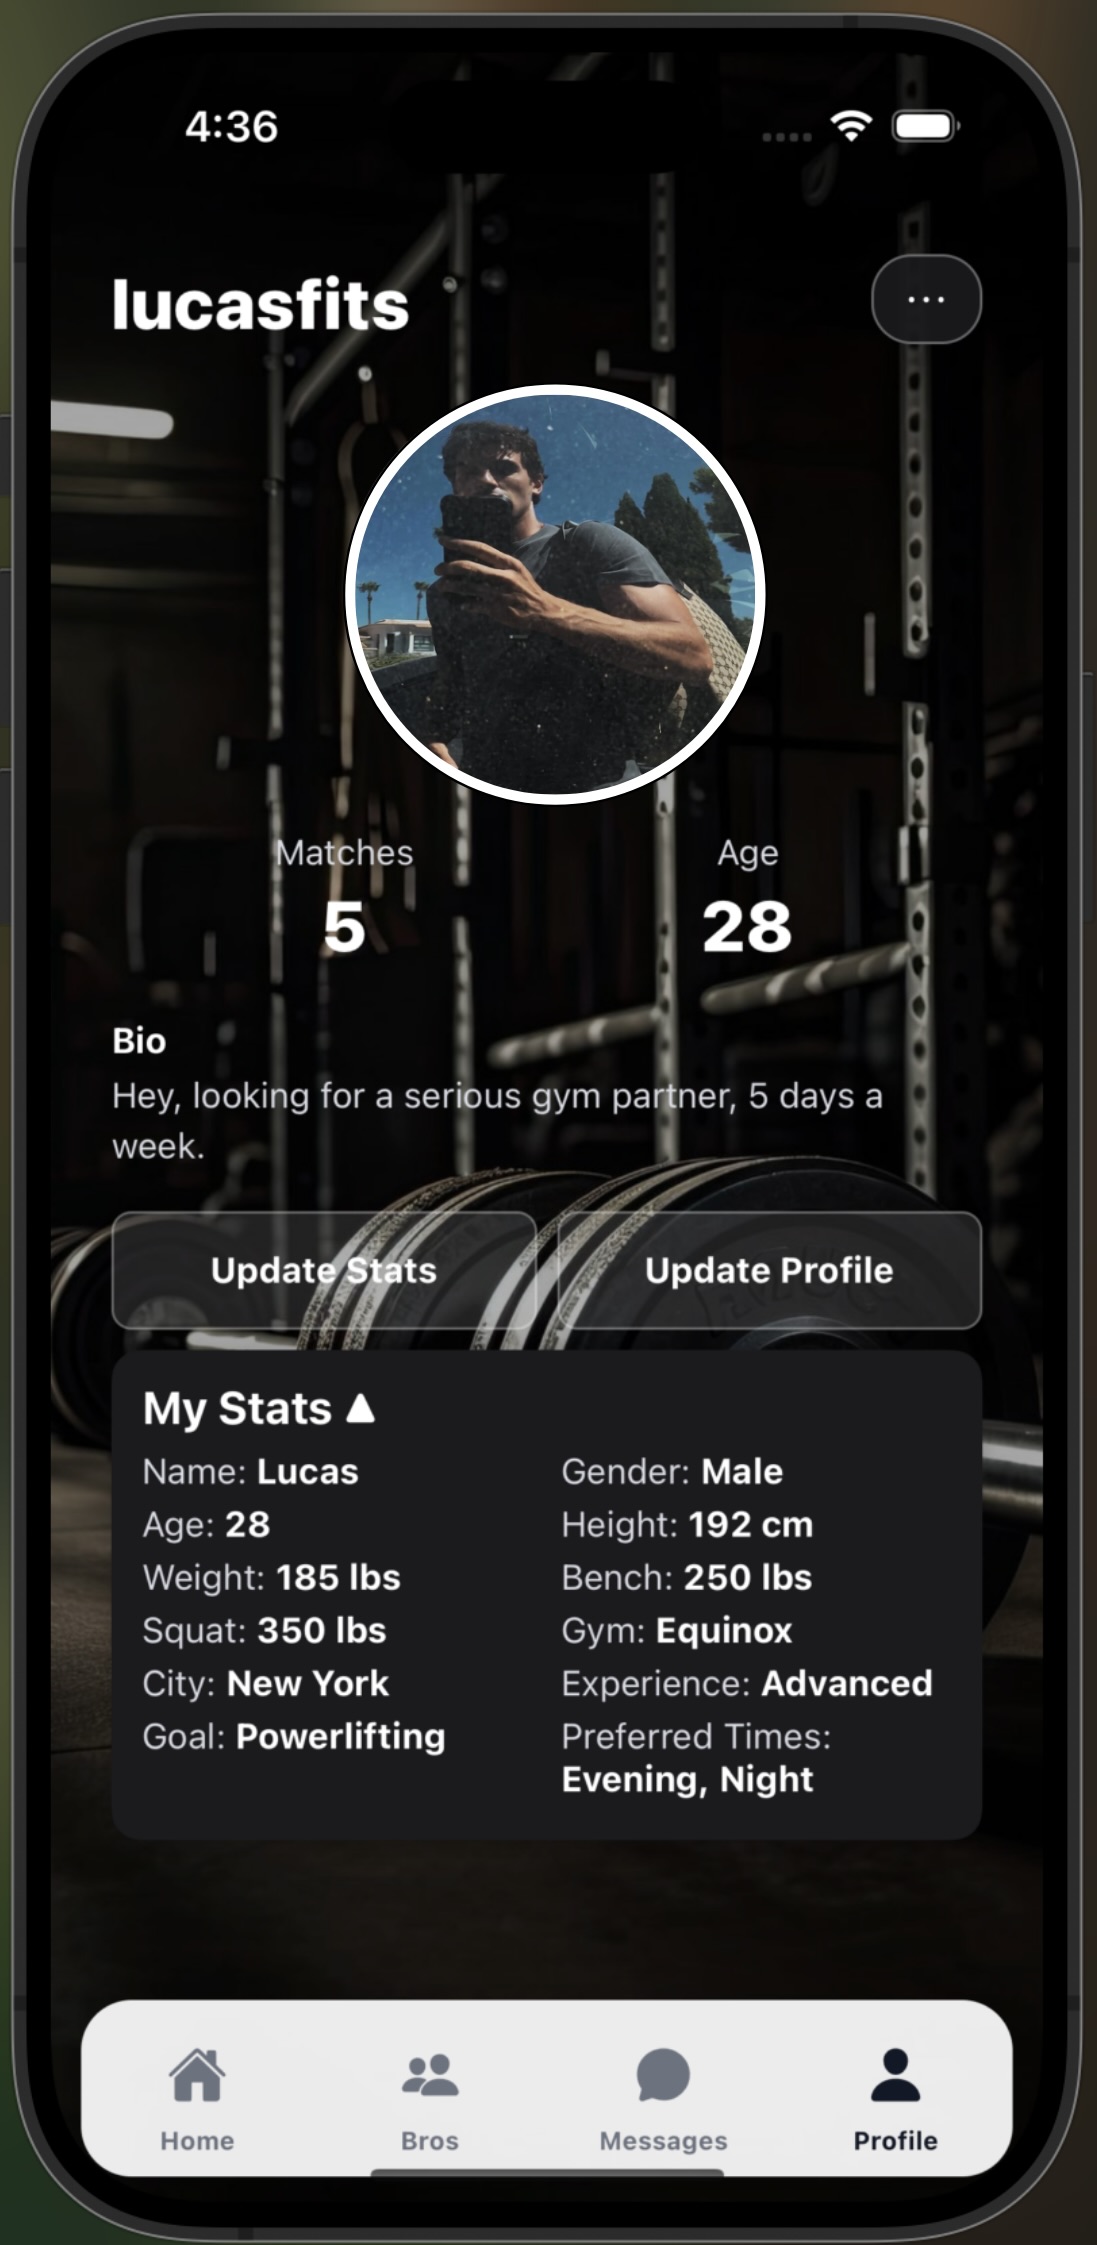 4:36
lucasfits
Matches
Age
5
28
Bio
Hey, looking for a serious gym partner, 5 days a
week.
Update Stats
Update Profile
My Stats ▲
Name: Lucas
Gender: Male
Age: 28
Height: 192 cm
Weight: 185 lbs
Bench: 250 lbs
Squat: 350 lbs
Gym: Equinox
City: New York
Experience: Advanced
Goal: Powerlifting
Preferred Times:
Evening, Night
Home
Bros
Messages
Profile